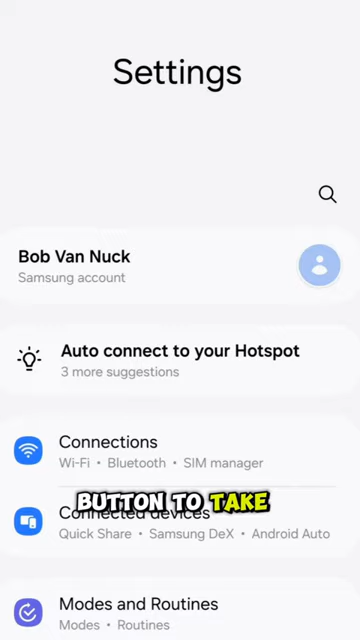 Settings
Bob Van Nuck
Samsung account
Auto connect to your Hotspot
3 more suggestions
Connections
Wi-Fi • Bluetooth • SIM manager
BUTTON TO TAKE
Connected devices
Quick Share • Samsung DeX • Android Auto
Modes and Routines
Modes • Routines